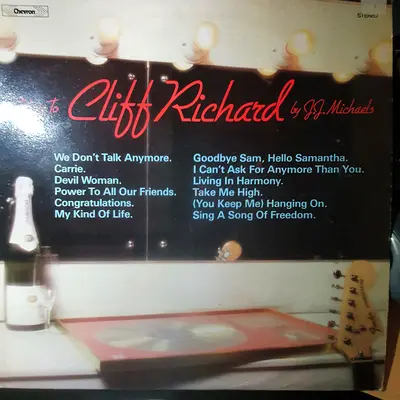 Chevron
STEREO
to Cliff Richard by J.J. Michaels
We Don't Talk Anymore.
Carrie.
Devil Woman.
Power To All Our Friends.
Congratulations.
My Kind Of Life.
Goodbye Sam, Hello Samantha.
I Can't Ask For Anymore Than You.
Living In Harmony.
Take Me High.
(You Keep Me) Hanging On.
Sing A Song Of Freedom.